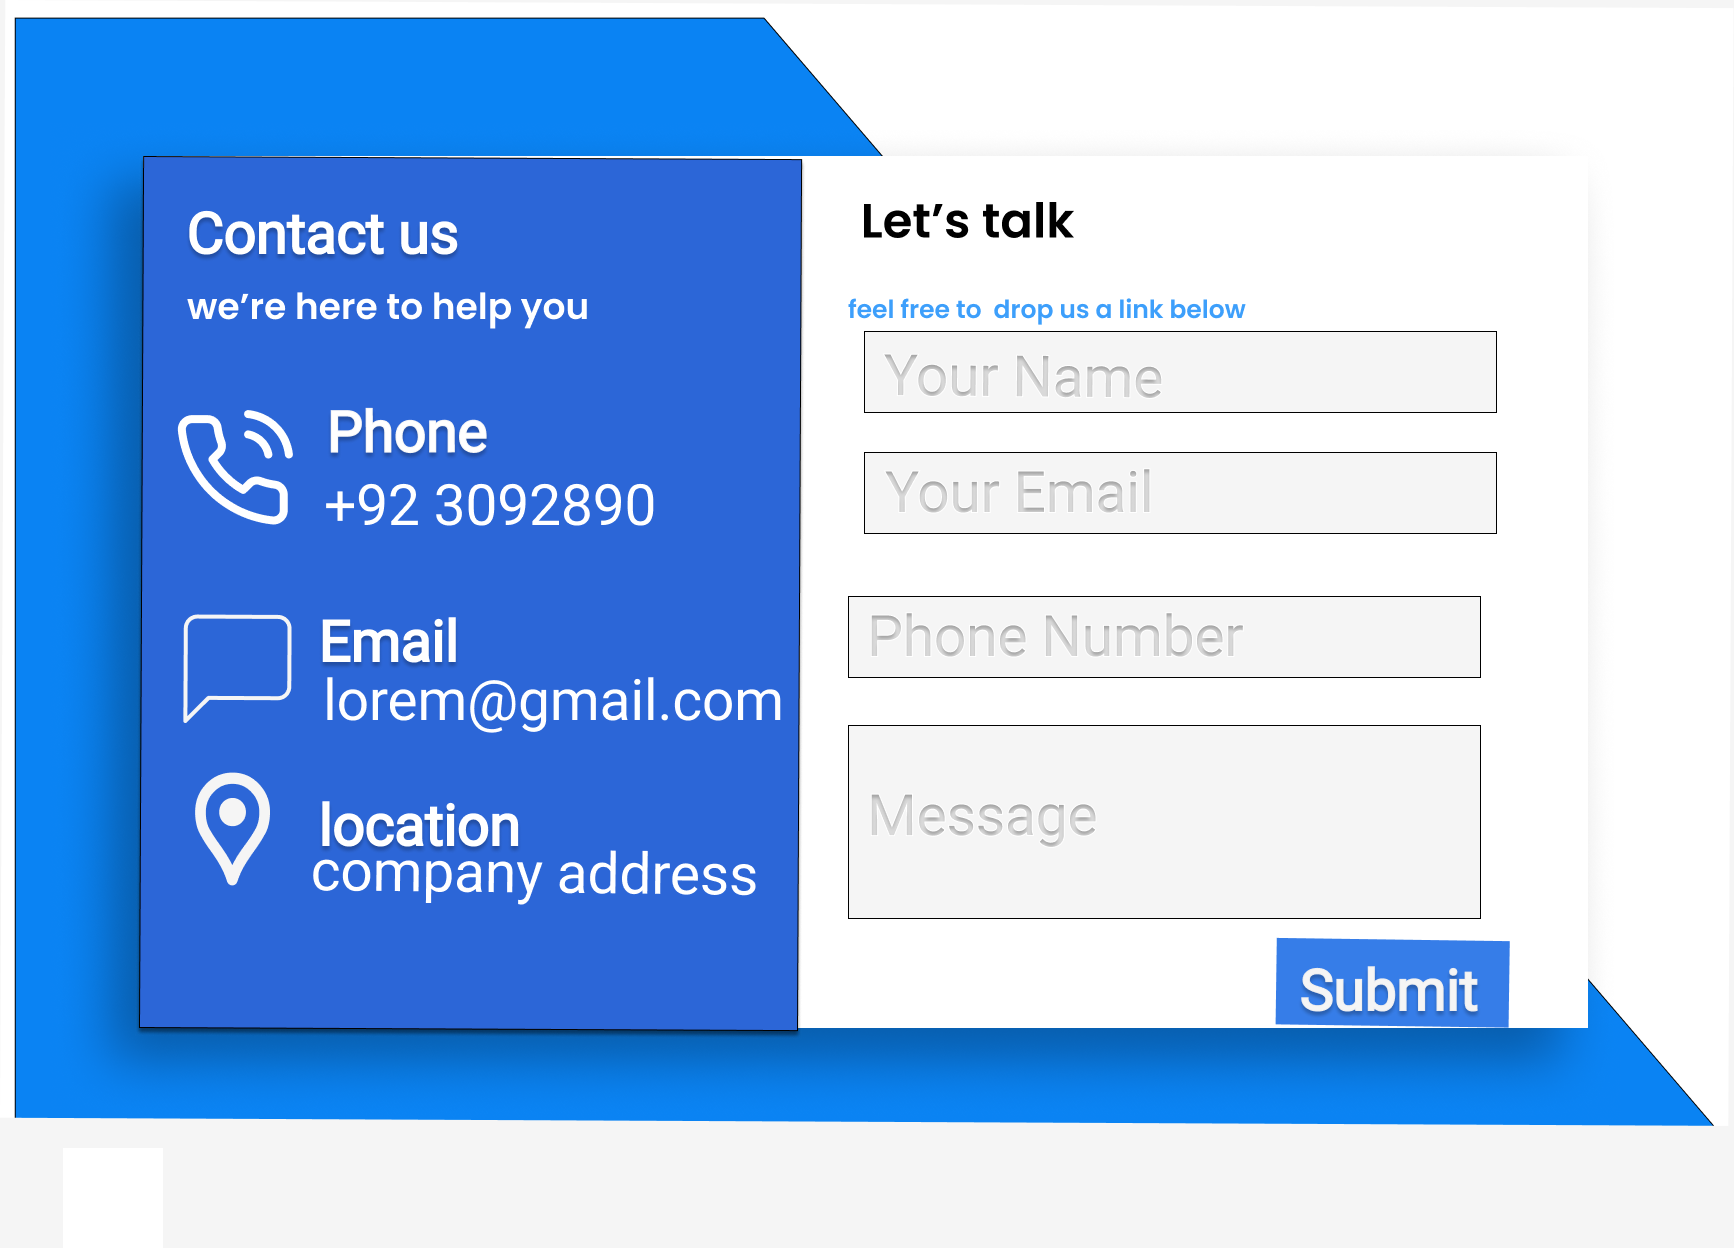 Contact us
we’re here to help you
Phone
+92 3092890
Email
lorem@gmail.com
location
company address
Let’s talk
feel free to  drop us a link below
Your Name
Your Email
Phone Number
Message
Submit